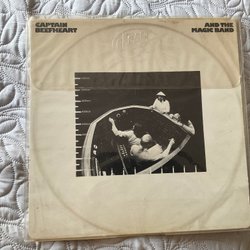 CAPTAIN AND THE
BEEFHEART MAGIC BAND